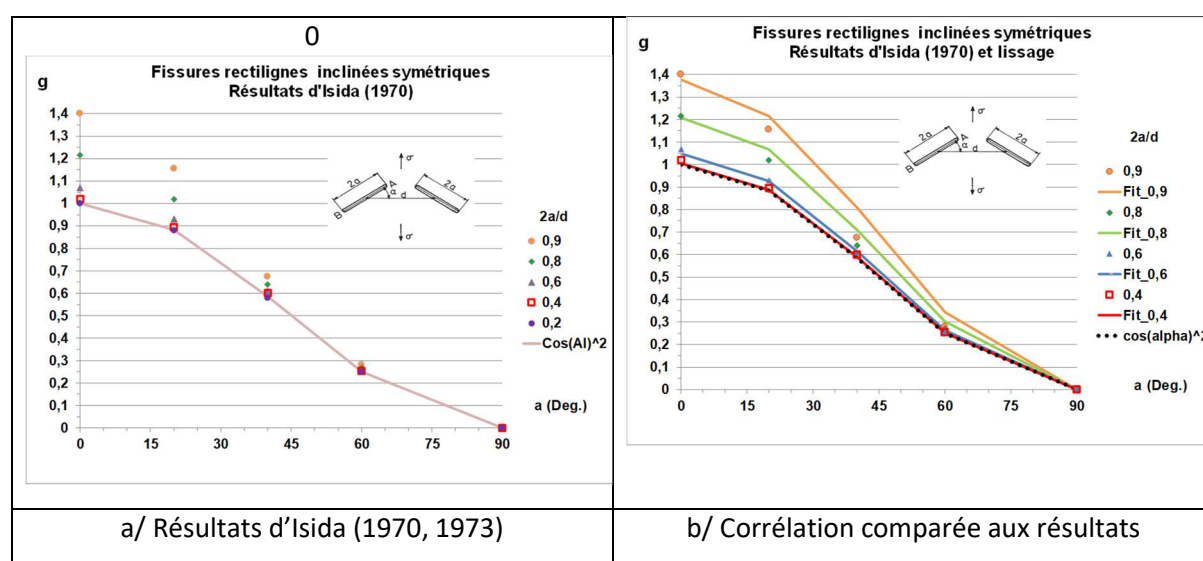 0
Fissures rectilignes inclinées symétriques
Résultats d'Isida (1970)
g
1,4
1,3
1,2
1,1
1
0,9
0,8
0,7
0,6
0,5
0,4
0,3
0,2
0,1
0
0
15
30
45
60
75
90
σ
2a
A
α
d
B
2a
σ
2a/d
0,9
0,8
0,6
0,4
0,2
Cos(Al)^2
a (Deg.)
a/ Résultats d’Isida (1970, 1973)
Fissures rectilignes inclinées symétriques
Résultats d'Isida (1970) et lissage
g
1,4
1,3
1,2
1,1
1
0,9
0,8
0,7
0,6
0,5
0,4
0,3
0,2
0,1
0
0
15
30
45
60
75
90
σ
2a
A
α
d
B
2a
σ
2a/d
0,9
Fit_0,9
0,8
Fit_0,8
0,6
Fit_0,6
0,4
Fit_0,4
cos(alpha)^2
a (Deg.)
b/ Corrélation comparée aux résultats